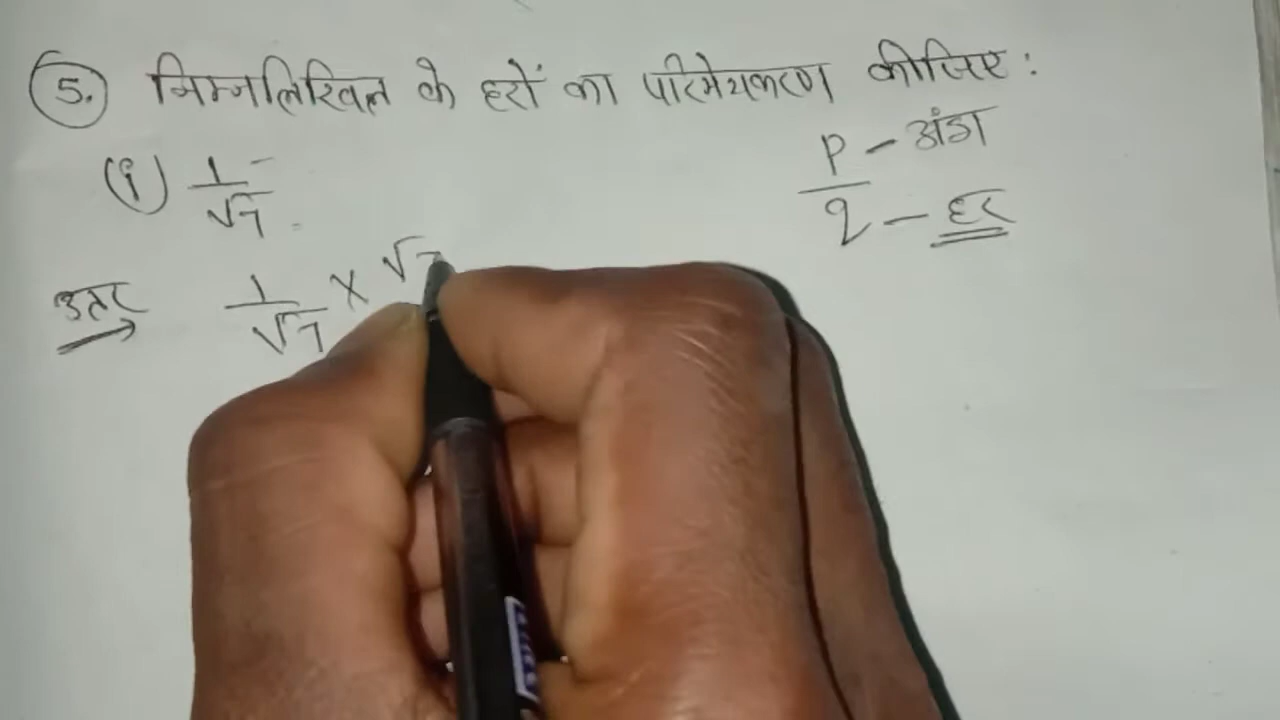 5. निम्नलिखित के हरों का परिमेयकरण कीजिए :
(i) 1/√7
p/q
p - अंश
q - हर
उत्तर 1/√7 × √7